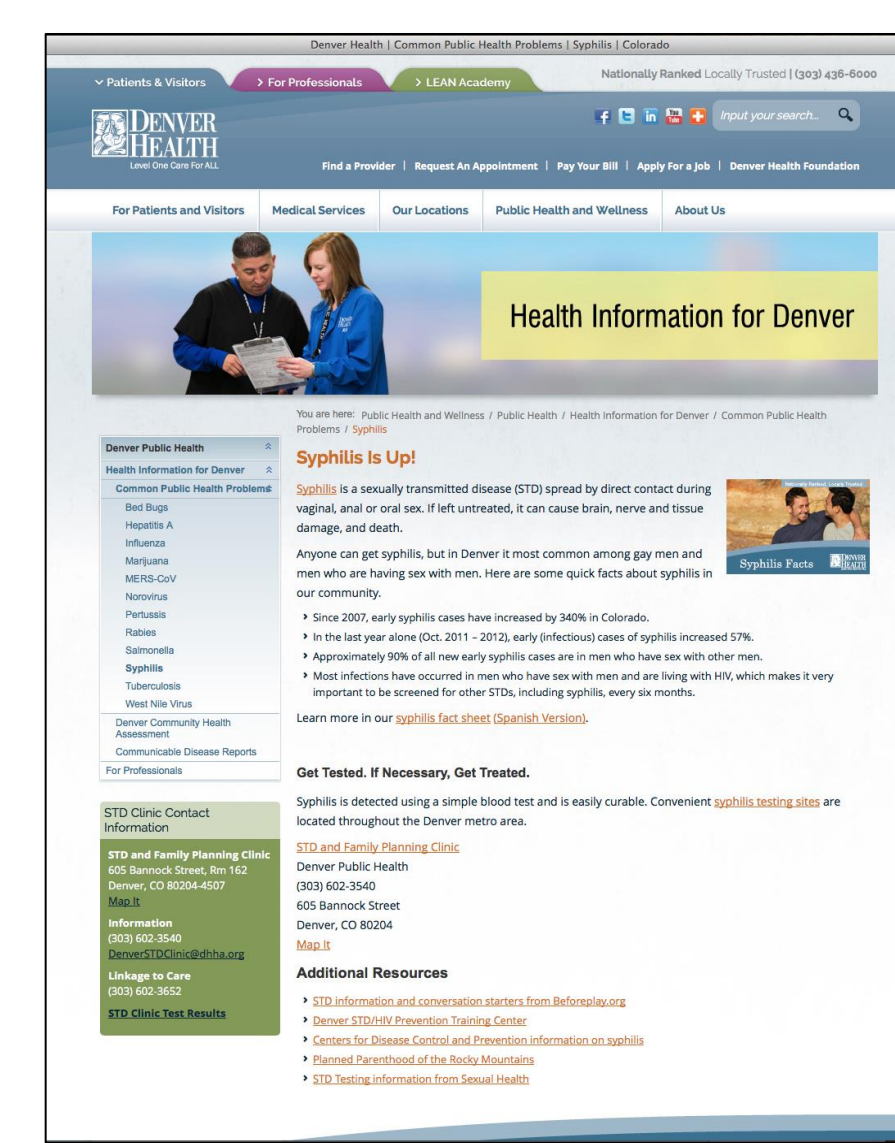 Denver Health | Common Public Health Problems | Syphilis | Colorado
Patients & Visitors
> For Professionals
> LEAN Academy
Nationally Ranked Locally Trusted | (303) 436-6000
DENVER
HEALTH
Level One Care For ALL
Input your search...
Find a Provider | Request An Appointment | Pay Your Bill | Apply For a Job | Denver Health Foundation
For Patients and Visitors
Medical Services
Our Locations
Public Health and Wellness
About Us
Health Information for Denver
You are here: Public Health and Wellness / Public Health / Health Information for Denver / Common Public Health
Problems / Syphilis
Denver Public Health
Health Information for Denver
Common Public Health Problems
Bed Bugs
Hepatitis A
Influenza
Marijuana
MERS-CoV
Norovirus
Pertussis
Rabies
Salmonella
Syphilis
Tuberculosis
West Nile Virus
Denver Community Health
Assessment
Communicable Disease Reports
For Professionals
STD Clinic Contact
Information
STD and Family Planning Clinic
605 Bannock Street, Rm 162
Denver, CO 80204-4507
Map It
Information
(303) 602-3540
DenverSTDClinic@dhha.org
Linkage to Care
(303) 602-3652
STD Clinic Test Results
Syphilis Is Up!
Syphilis is a sexually transmitted disease (STD) spread by direct contact during
vaginal, anal or oral sex. If left untreated, it can cause brain, nerve and tissue
damage, and death.
Anyone can get syphilis, but in Denver it most common among gay men and
men who are having sex with men. Here are some quick facts about syphilis in
our community.
Nationally Ranked. Locally Trusted.
Syphilis Facts
DENVER
HEALTH
> Since 2007, early syphilis cases have increased by 340% in Colorado.
> In the last year alone (Oct. 2011 – 2012), early (infectious) cases of syphilis increased 57%.
> Approximately 90% of all new early syphilis cases are in men who have sex with other men.
> Most infections have occurred in men who have sex with men and are living with HIV, which makes it very
important to be screened for other STDs, including syphilis, every six months.
Learn more in our syphilis fact sheet (Spanish Version).
Get Tested. If Necessary, Get Treated.
Syphilis is detected using a simple blood test and is easily curable. Convenient syphilis testing sites are
located throughout the Denver metro area.
STD and Family Planning Clinic
Denver Public Health
(303) 602-3540
605 Bannock Street
Denver, CO 80204
Map It
Additional Resources
> STD information and conversation starters from Beforeplay.org
> Denver STD/HIV Prevention Training Center
> Centers for Disease Control and Prevention information on syphilis
> Planned Parenthood of the Rocky Mountains
> STD Testing information from Sexual Health